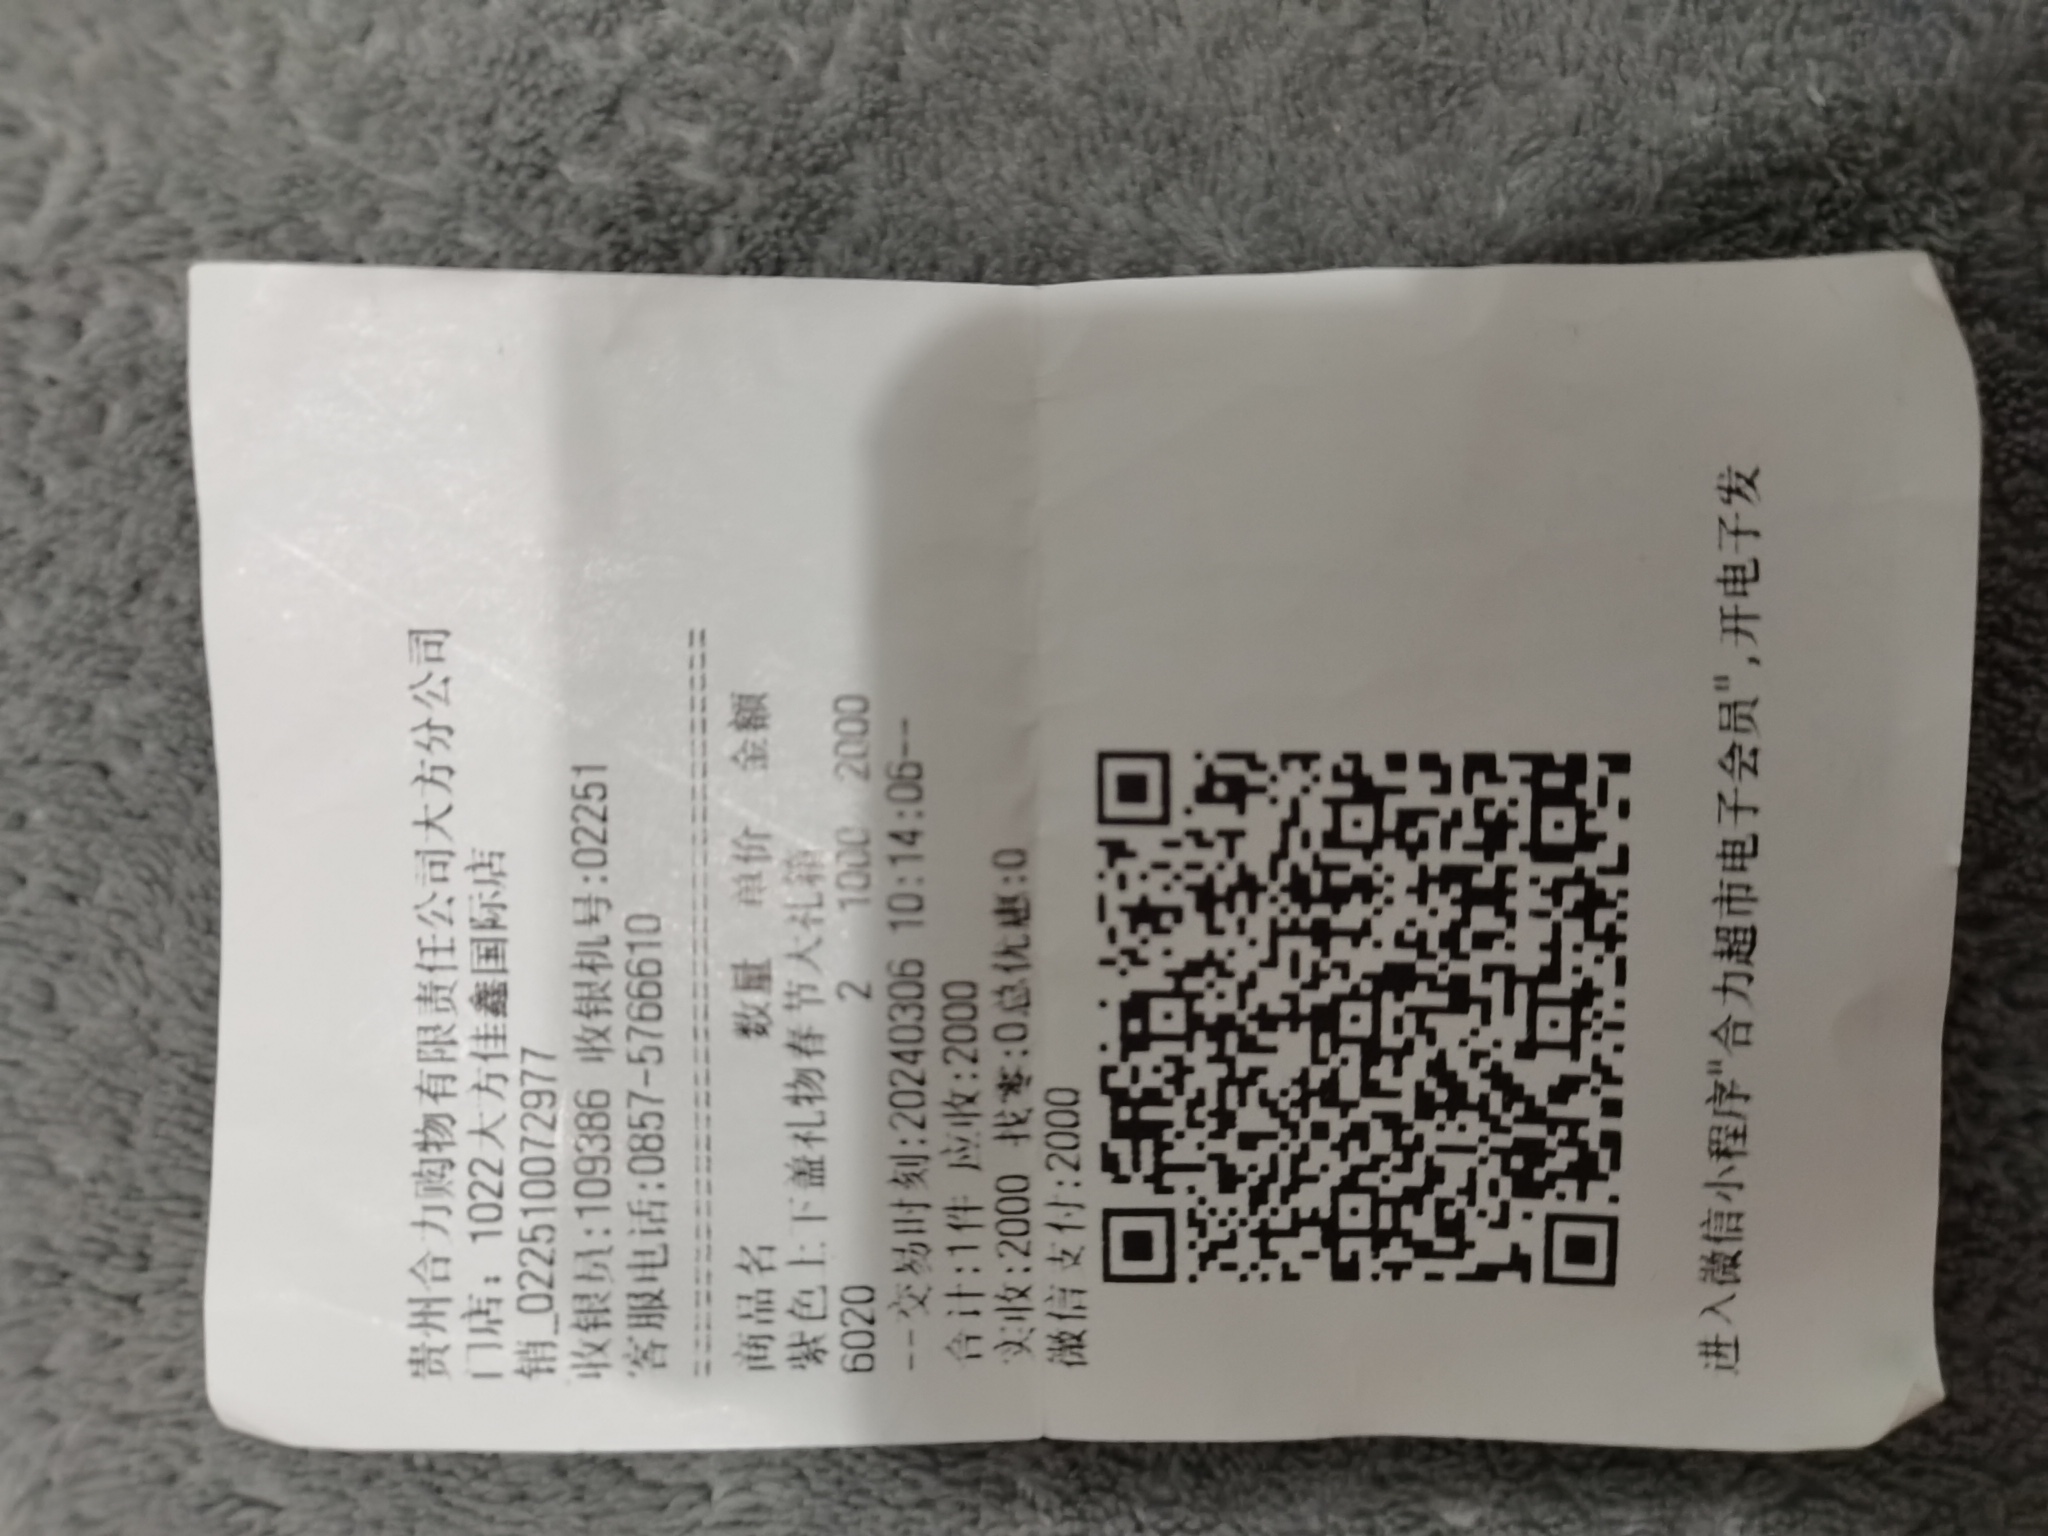 贵州合力购物有限责任公司大方分公司
门店：1022大方佳鑫国际店
销_0225100729​77
收银员:109386 收银机号:02251
客服电话:0857-5766610
================================
商品名 数量 单价 金额
紫色上下盖礼物春节大礼箱
6020 2 1000 2000
--交易时刻:20240306 10:14:06--
合计:1件 应收:2000
实收:2000 找零:0总优惠:0
微信支付:2000
进入微信小程序"合力超市电子会员",开电子发